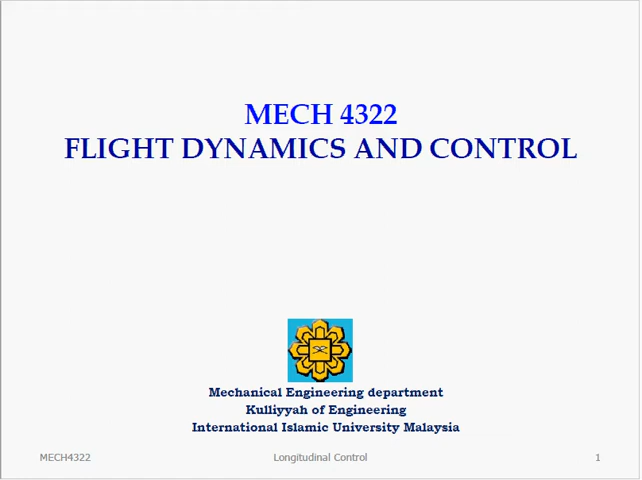 MECH 4322
FLIGHT DYNAMICS AND CONTROL
Mechanical Engineering department
Kulliyyah of Engineering
International Islamic University Malaysia
MECH4322 Longitudinal Control 1